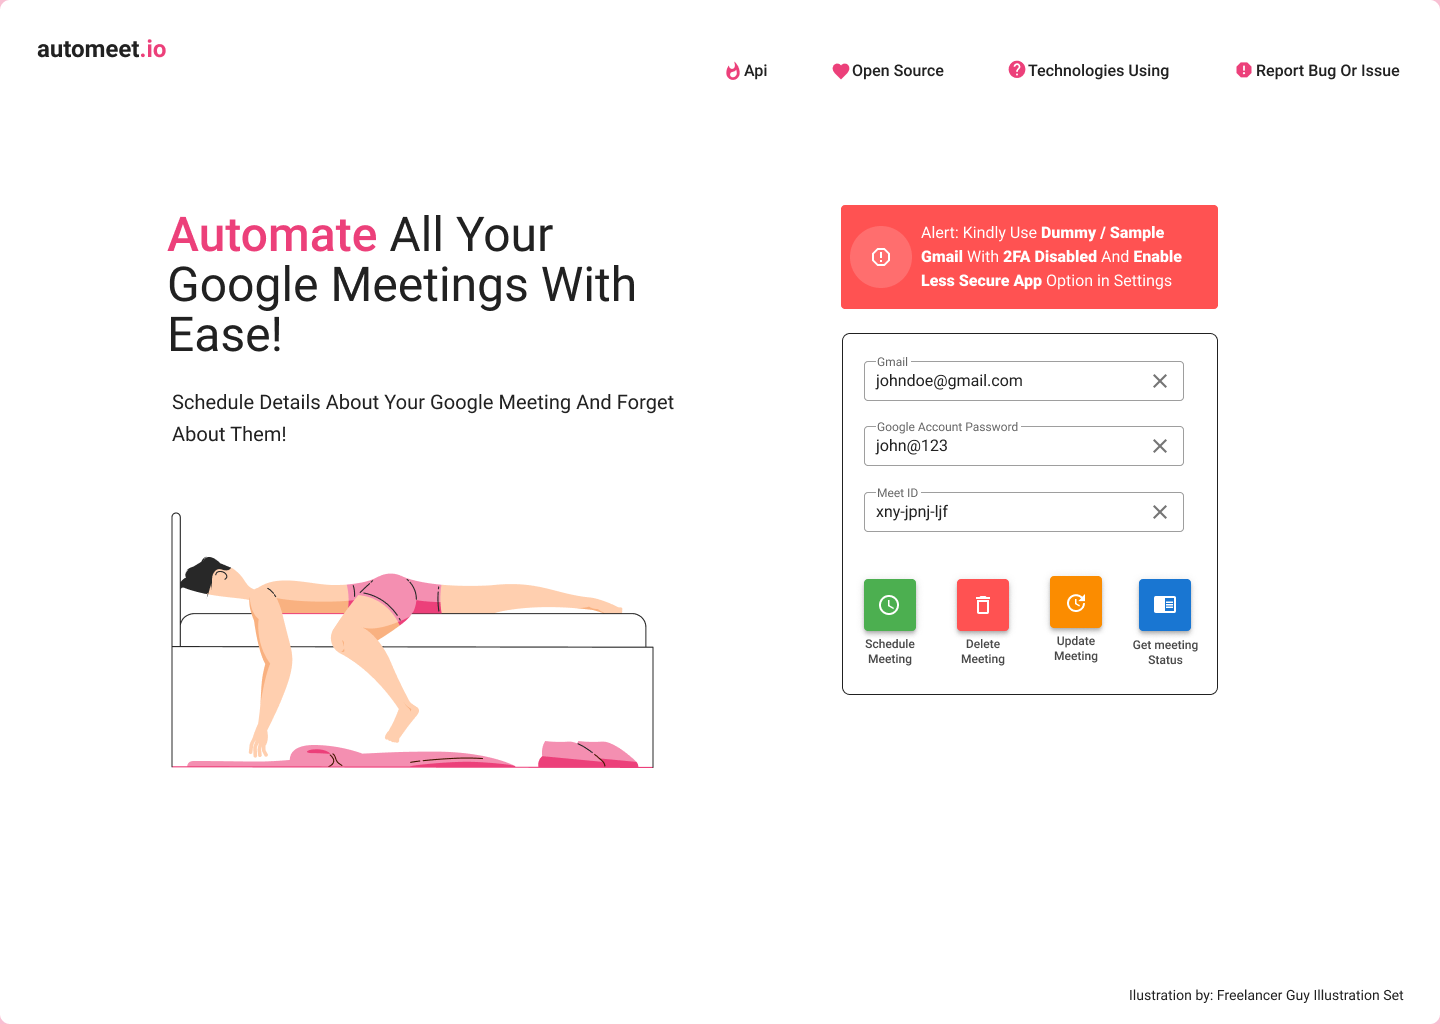 automeet.io
Api
Open Source
Technologies Using
Report Bug Or Issue
Automate All Your
Google Meetings With
Ease!
Schedule Details About Your Google Meeting And Forget
About Them!
Alert: Kindly Use Dummy / Sample
Gmail With 2FA Disabled And Enable
Less Secure App Option in Settings
Gmail
johndoe@gmail.com
Google Account Password
john@123
Meet ID
xny-jpnj-ljf
Schedule
Meeting
Delete
Meeting
Update
Meeting
Get meeting
Status
Ilustration by: Freelancer Guy Illustration Set